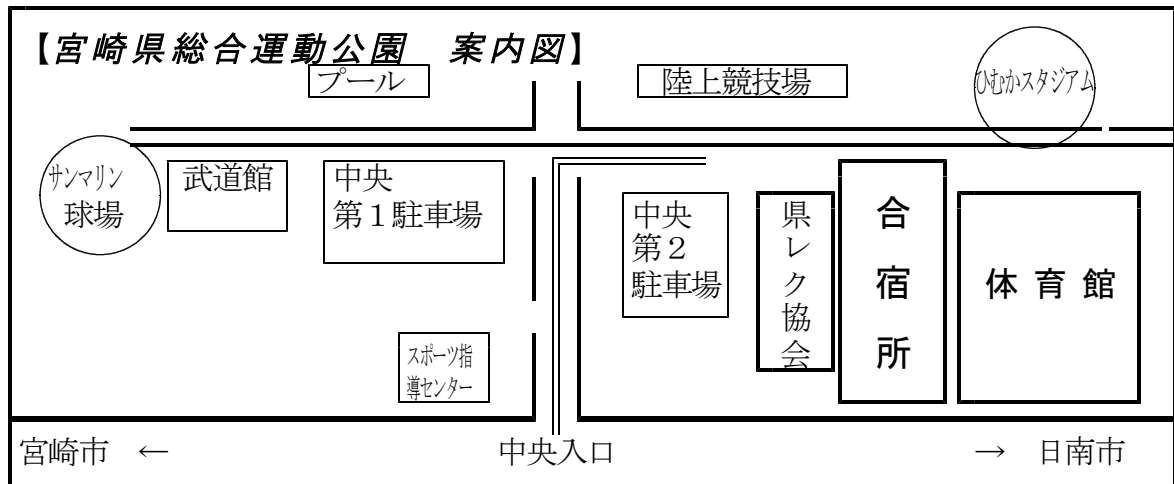 【宮崎県総合運動公園　案内図】
プール
陸上競技場
ひむかスタジアム
サンマリン
球場
武道館
中央
第１駐車場
中央
第２
駐車場
県レク協会
合宿所
体育館
スポーツ指
導センター
宮崎市　←
中央入口
→　日南市